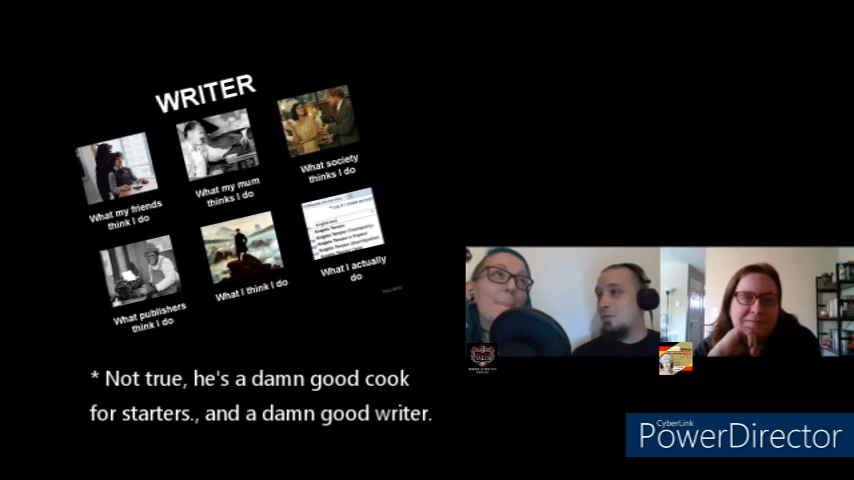 WRITER
What my friends
think I do
What my mum
thinks I do
What society
thinks I do
What publishers
think I do
What I think I do
What I actually
do
* Not true, he's a damn good cook
for starters., and a damn good writer.
CyberLink
PowerDirector